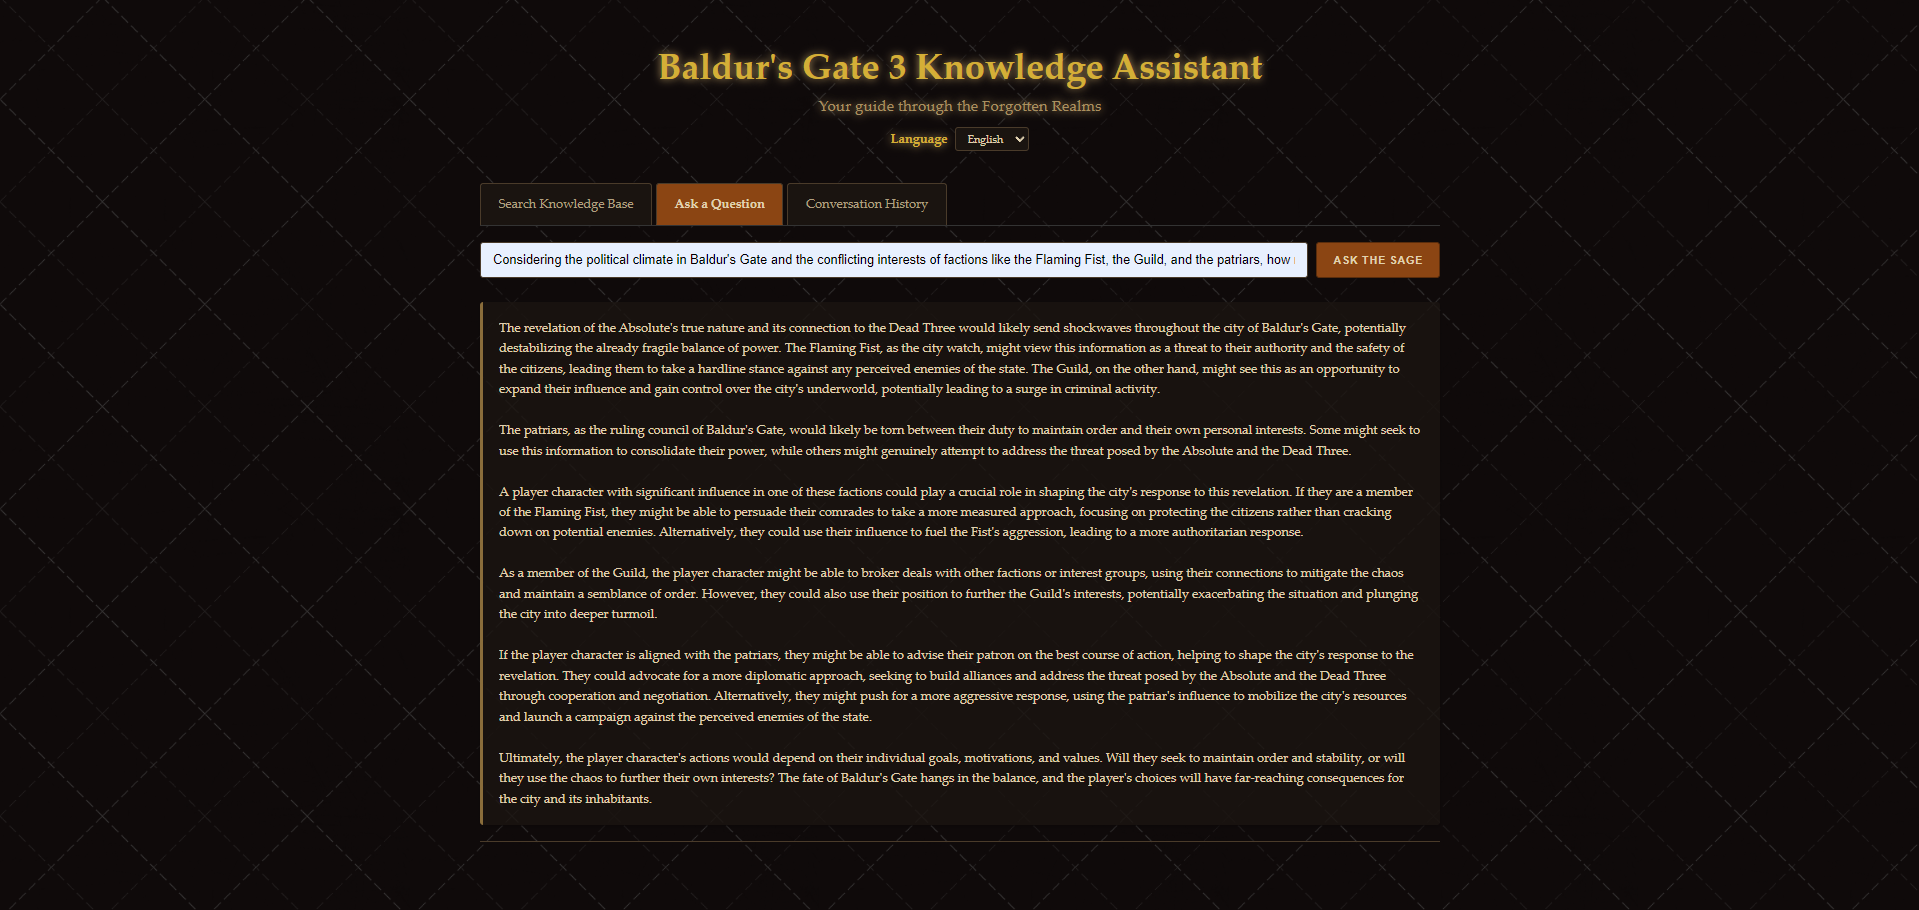 Baldur's Gate 3 Knowledge Assistant
Your guide through the Forgotten Realms
Language English
Search Knowledge Base
Ask a Question
Conversation History
Considering the political climate in Baldur's Gate and the conflicting interests of factions like the Flaming Fist, the Guild, and the patriars, how
ASK THE SAGE
The revelation of the Absolute's true nature and its connection to the Dead Three would likely send shockwaves throughout the city of Baldur's Gate, potentially
destabilizing the already fragile balance of power. The Flaming Fist, as the city watch, might view this information as a threat to their authority and the safety of
the citizens, leading them to take a hardline stance against any perceived enemies of the state. The Guild, on the other hand, might see this as an opportunity to
expand their influence and gain control over the city's underworld, potentially leading to a surge in criminal activity.
The patriars, as the ruling council of Baldur's Gate, would likely be torn between their duty to maintain order and their own personal interests. Some might seek to
use this information to consolidate their power, while others might genuinely attempt to address the threat posed by the Absolute and the Dead Three.
A player character with significant influence in one of these factions could play a crucial role in shaping the city's response to this revelation. If they are a member
of the Flaming Fist, they might be able to persuade their comrades to take a more measured approach, focusing on protecting the citizens rather than cracking
down on potential enemies. Alternatively, they could use their influence to fuel the Fist's aggression, leading to a more authoritarian response.
As a member of the Guild, the player character might be able to broker deals with other factions or interest groups, using their connections to mitigate the chaos
and maintain a semblance of order. However, they could also use their position to further the Guild's interests, potentially exacerbating the situation and plunging
the city into deeper turmoil.
If the player character is aligned with the patriars, they might be able to advise their patron on the best course of action, helping to shape the city's response to the
revelation. They could advocate for a more diplomatic approach, seeking to build alliances and address the threat posed by the Absolute and the Dead Three
through cooperation and negotiation. Alternatively, they might push for a more aggressive response, using the patriar's influence to mobilize the city's resources
and launch a campaign against the perceived enemies of the state.
Ultimately, the player character's actions would depend on their individual goals, motivations, and values. Will they seek to maintain order and stability, or will
they use the chaos to further their own interests? The fate of Baldur's Gate hangs in the balance, and the player's choices will have far-reaching consequences for
the city and its inhabitants.